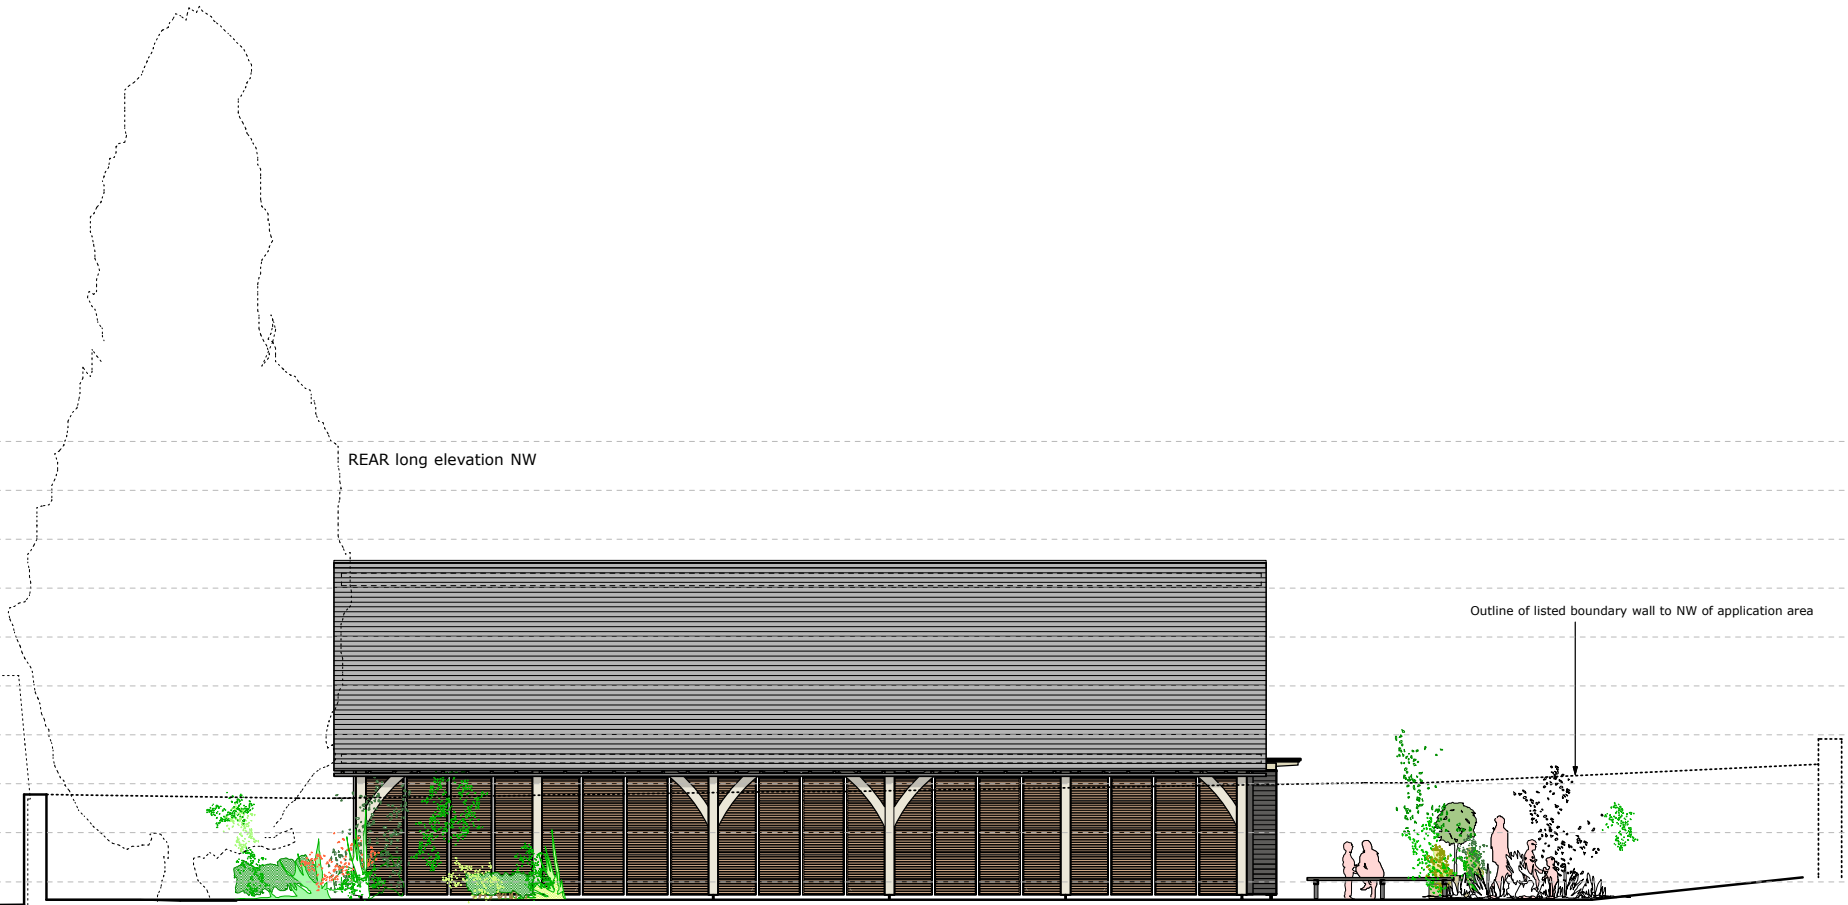 REAR long elevation NW
Outline of listed boundary wall to NW of application area